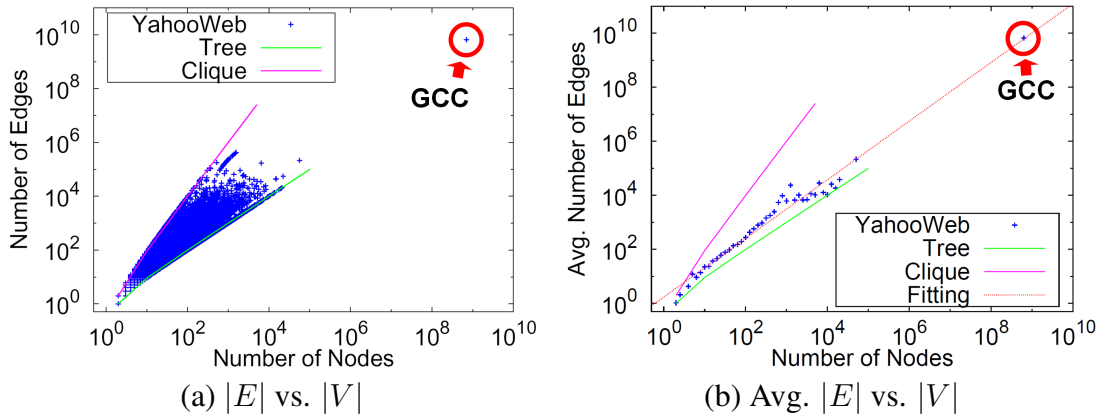 YahooWeb
Tree
Clique
GCC
10^10
10^8
10^6
10^4
10^2
10^0
Number of Edges
10^0 10^2 10^4 10^6 10^8 10^10
Number of Nodes
(a) |E| vs. |V|
GCC
YahooWeb
Tree
Clique
Fitting
10^10
10^8
10^6
10^4
10^2
10^0
Avg. Number of Edges
10^0 10^2 10^4 10^6 10^8 10^10
Number of Nodes
(b) Avg. |E| vs. |V|